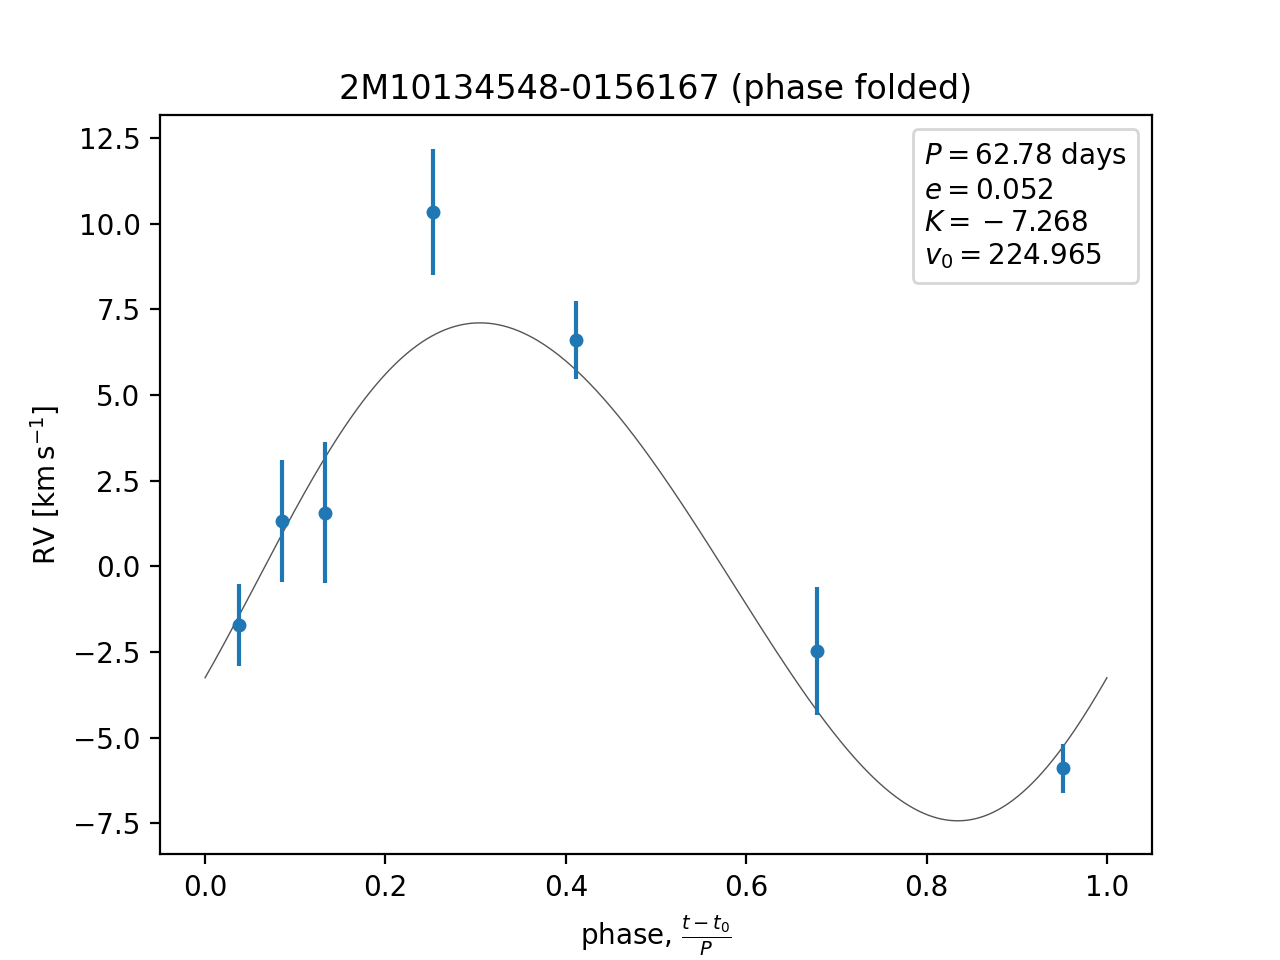 2M10134548-0156167 (phase folded)
P = 62.78 days
e = 0.052
K = −7.268
v₀ = 224.965
RV [km s⁻¹]
12.5
10.0
7.5
5.0
2.5
0.0
−2.5
−5.0
−7.5
0.0 0.2 0.4 0.6 0.8 1.0
phase, (t − t₀)/P